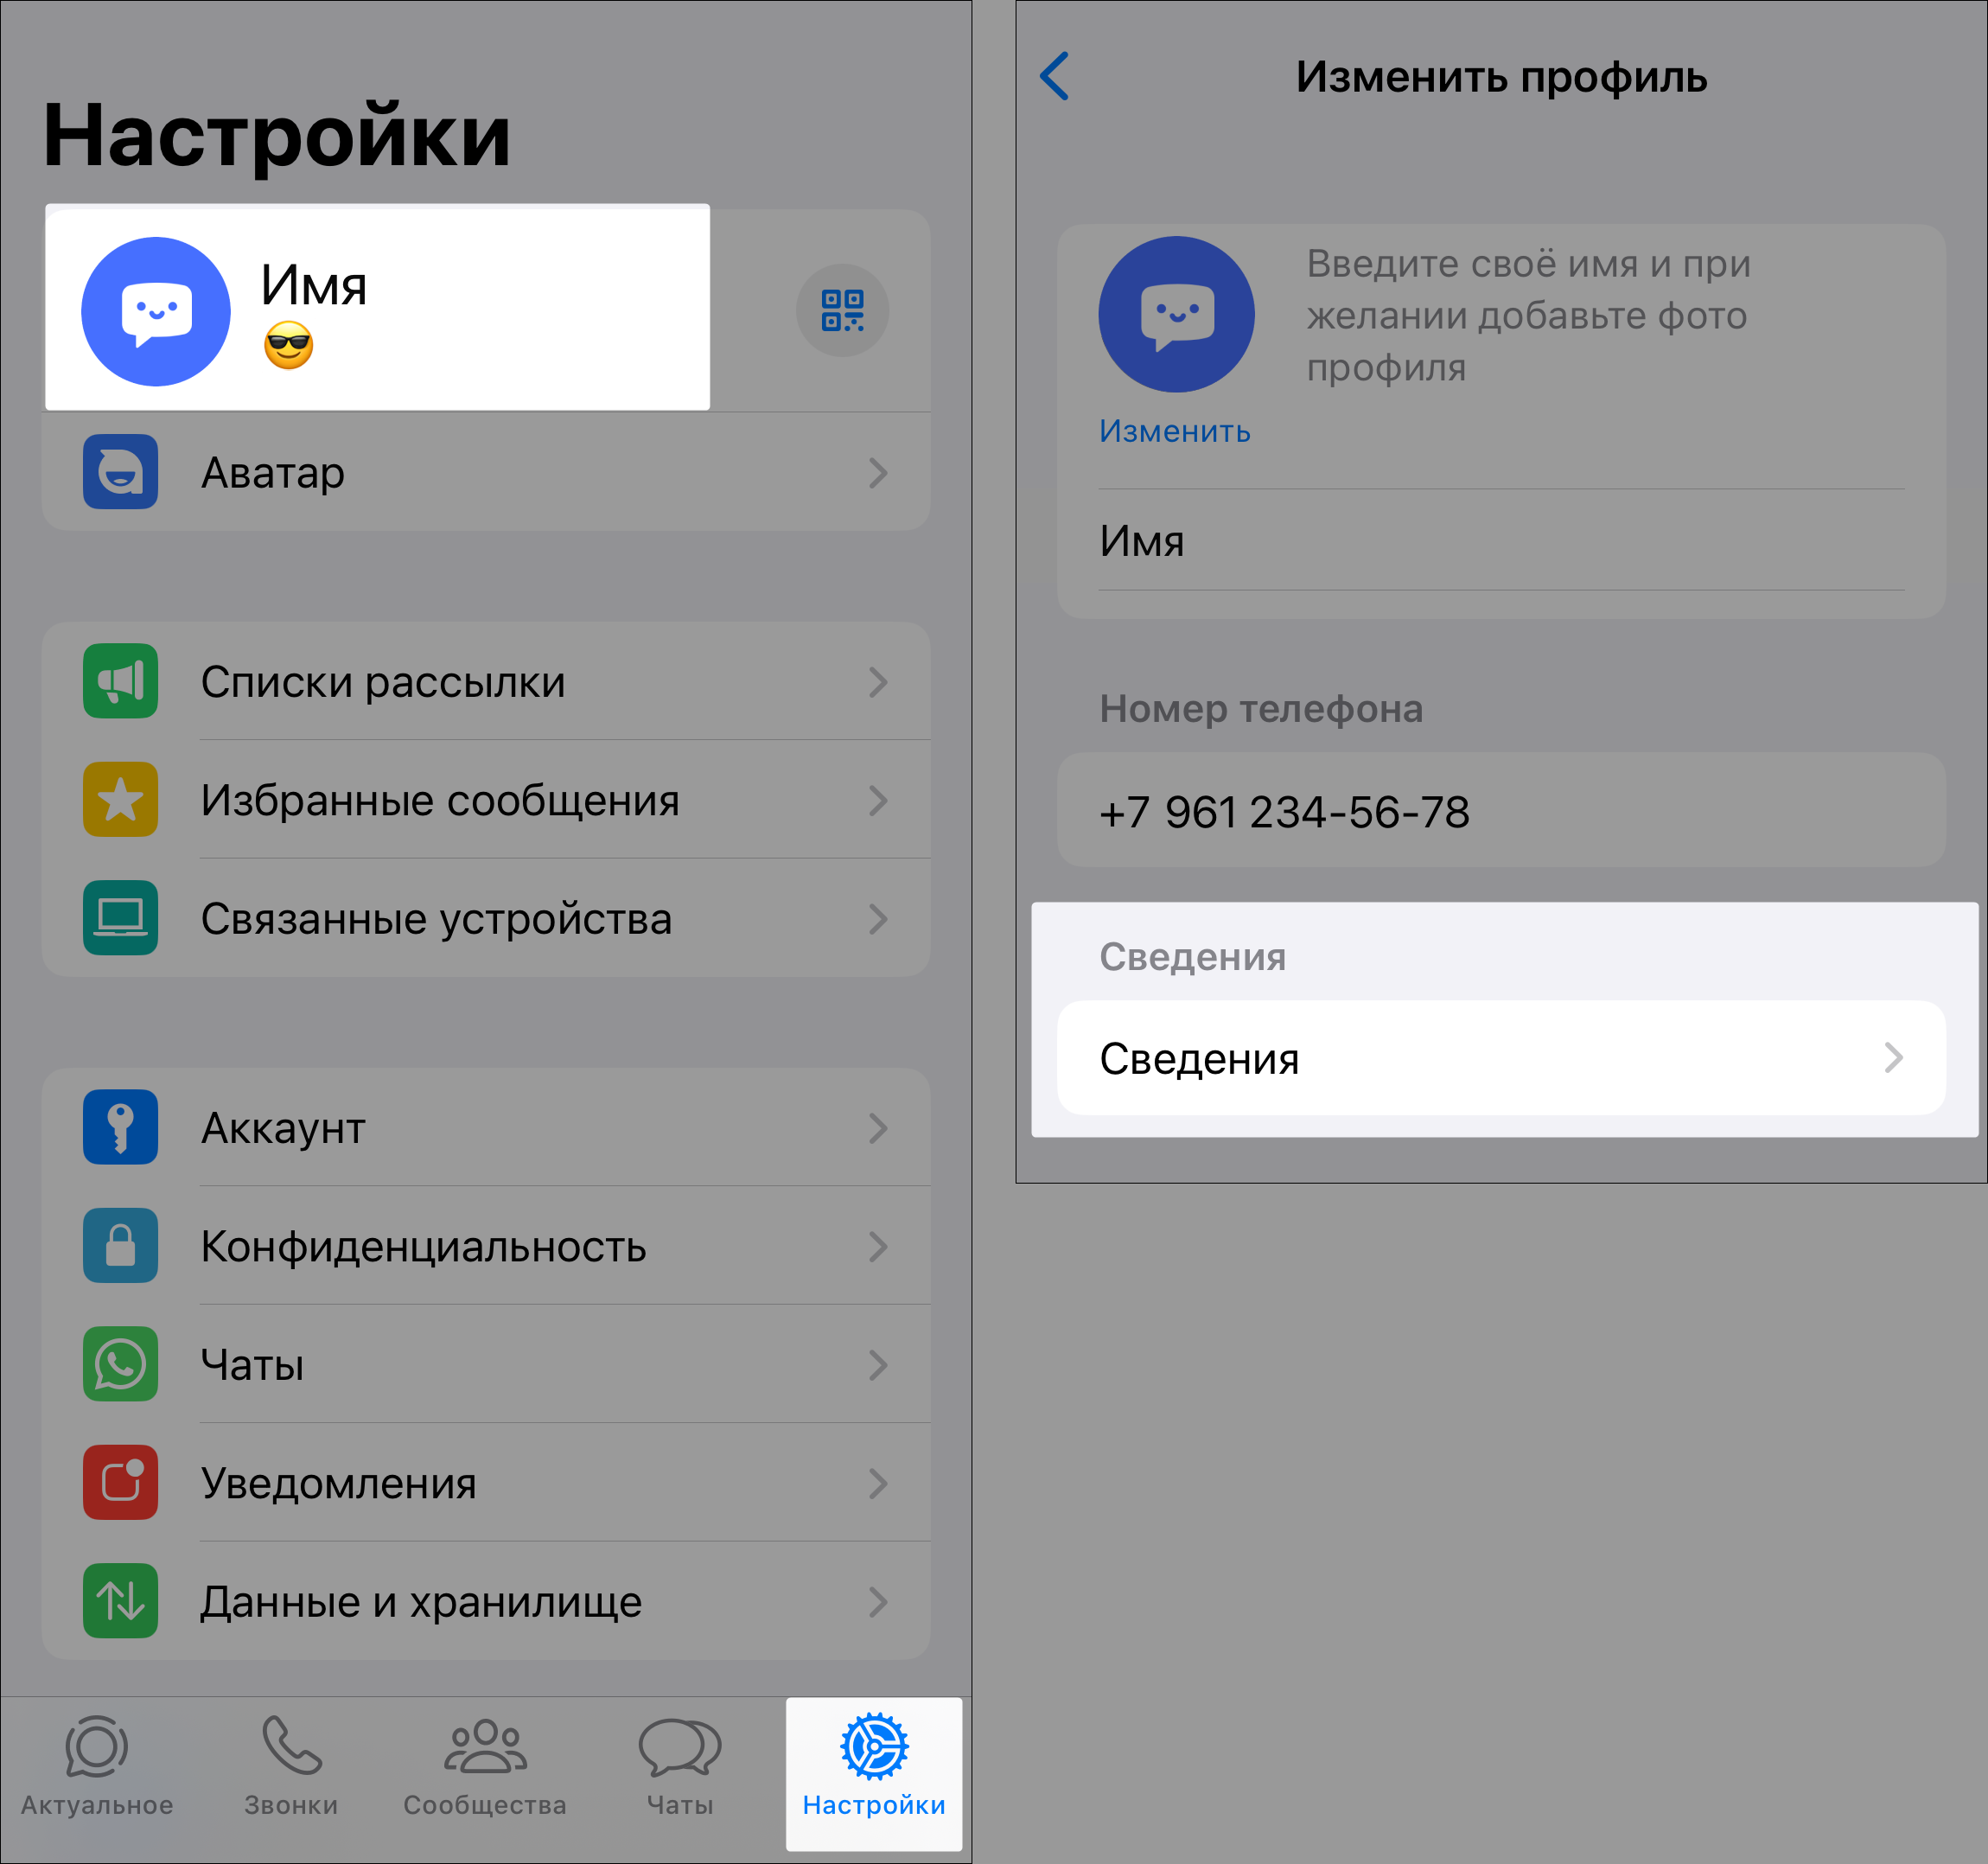 Настройки
Имя
😎
Аватар
Списки рассылки
Избранные сообщения
Связанные устройства
Аккаунт
Конфиденциальность
Чаты
Уведомления
Данные и хранилище
Актуальное
Звонки
Сообщества
Чаты
Настройки
Изменить профиль
Введите своё имя и при
желании добавьте фото
профиля
Изменить
Имя
Номер телефона
+7 961 234-56-78
Сведения
Сведения